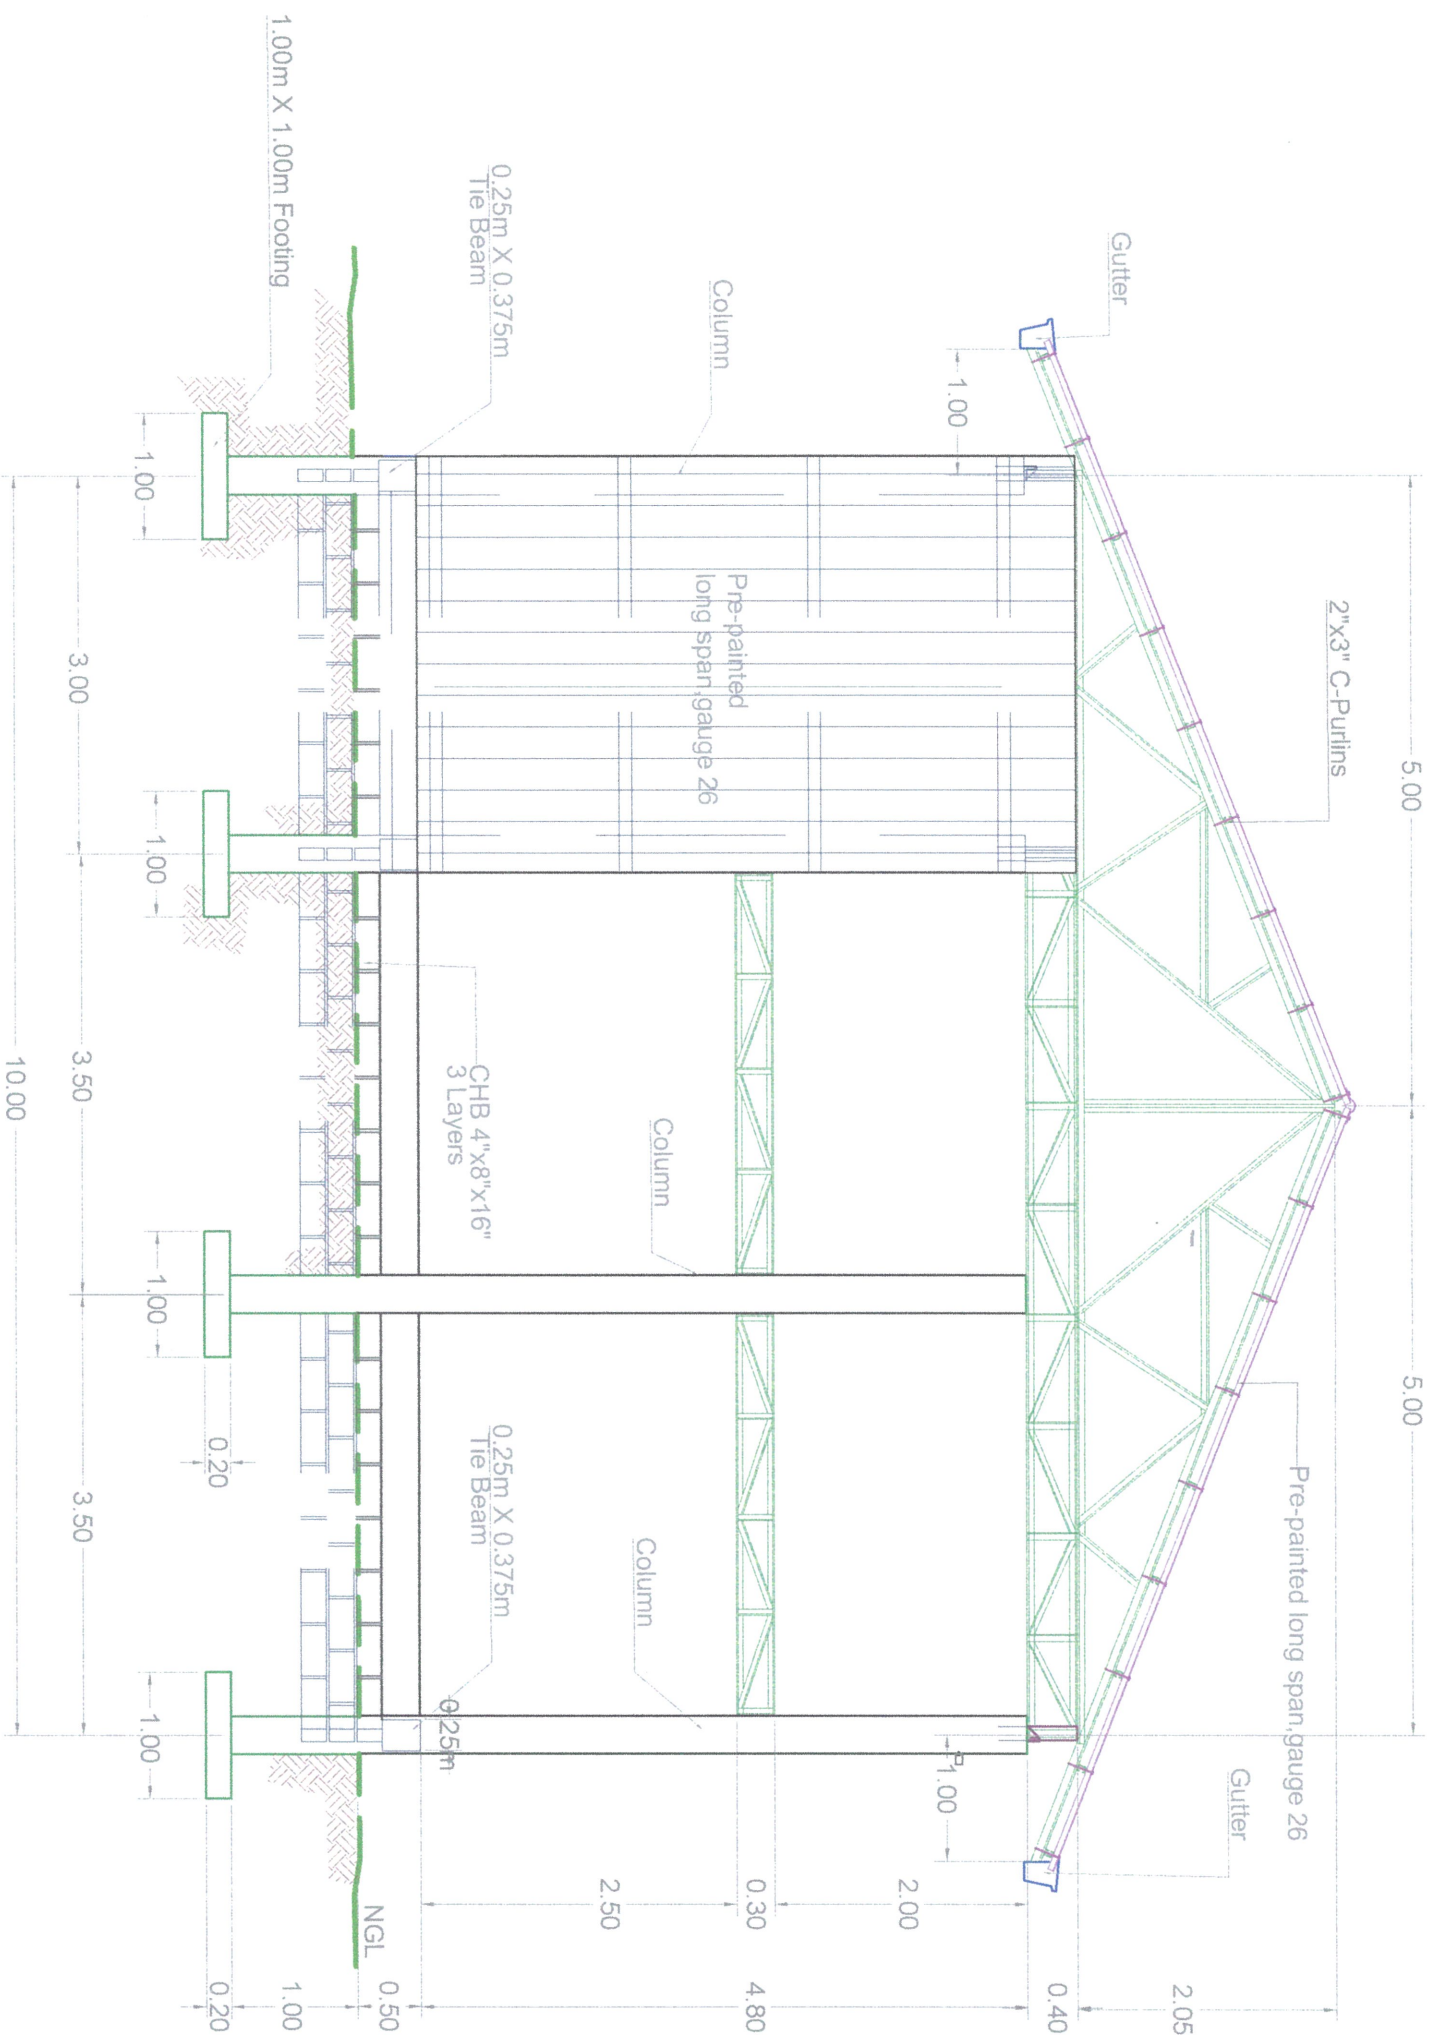 5.00
5.00
2"x3" C-Purlins
Pre-painted long span,gauge 26
Gutter
Gutter
1.00
1.00
Column
Pre-painted
long span,gauge 26
Column
Column
0.25m X 0.375m
Tie Beam
CHB 4"x8"x16"
3 Layers
0.25m X 0.375m
Tie Beam
0.25m
NGL
1.00m X 1.00m Footing
1.00
1.00
1.00
1.00
0.20
3.00
3.50
3.50
10.00
2.00
0.30
2.50
2.05
0.40
4.80
0.50
1.00
0.20